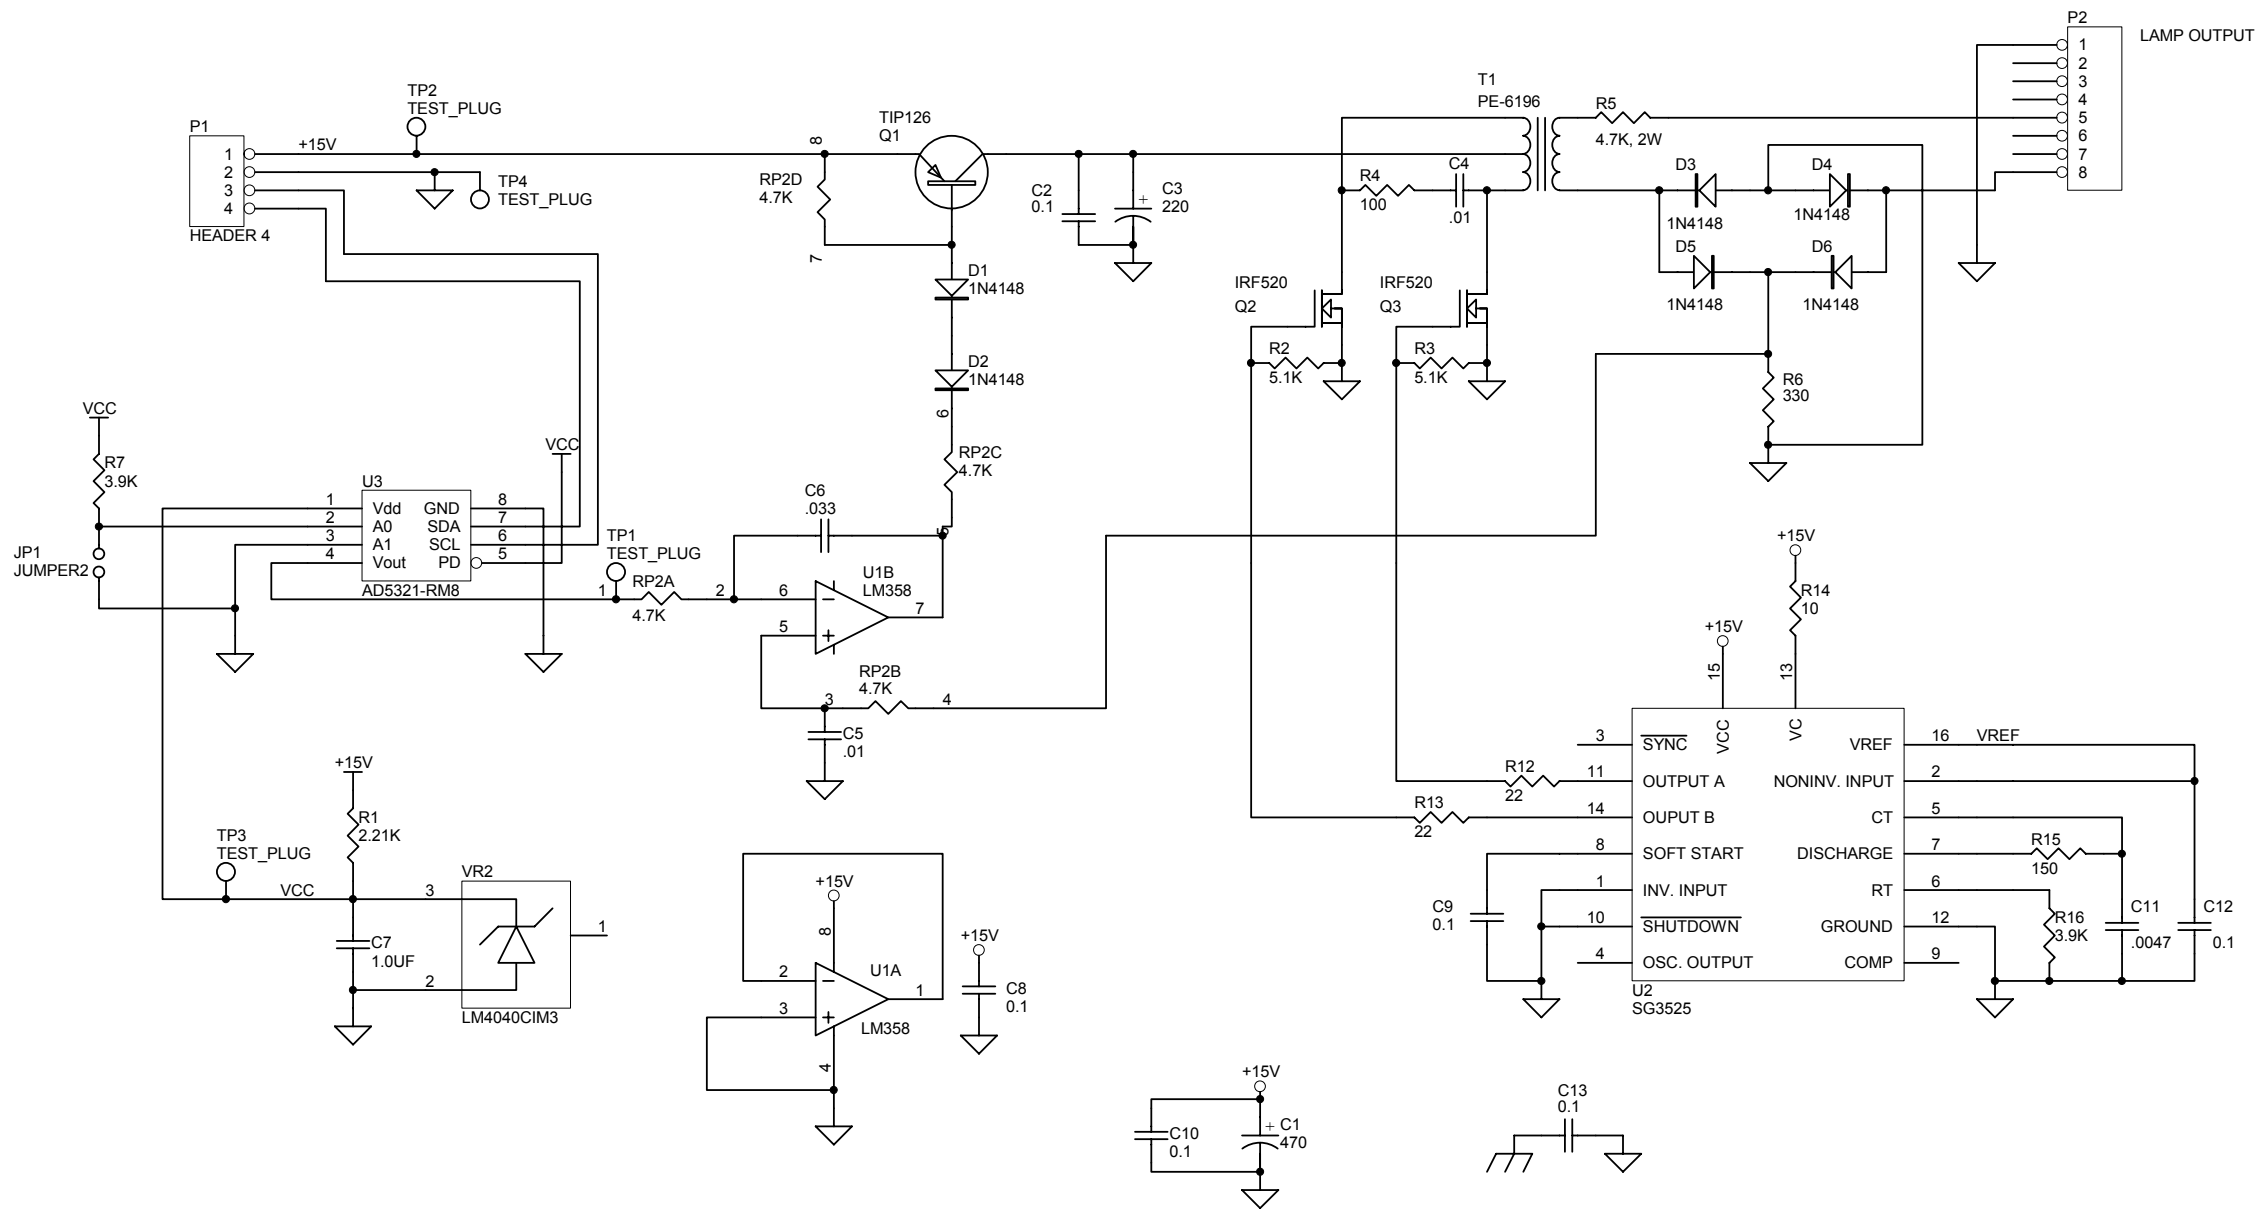 P2
LAMP OUTPUT
1
2
3
4
5
6
7
8
T1
PE-6196
R5
4.7K, 2W
TP2
TEST_PLUG
TIP126
Q1
P1
+15V
1
2
3
4
HEADER 4
TP4
TEST_PLUG
8
RP2D
4.7K
7
C2
0.1
+
C3
220
R4
100
C4
.01
D3
1N4148
D4
1N4148
D5
1N4148
D6
1N4148
D1
1N4148
IRF520
Q2
IRF520
Q3
R2
5.1K
R3
5.1K
D2
1N4148
6
R6
330
VCC
R7
3.9K
VCC
RP2C
4.7K
5
U3
1 Vdd GND 8
2 A0 SDA 7
3 A1 SCL 6
4 Vout PD 5
AD5321-RM8
JP1
JUMPER2
C6
.033
TP1
TEST_PLUG
1
RP2A
4.7K
2
6
5
7
U1B
LM358
RP2B
4.7K
3
4
C5
.01
+15V
R14
10
+15V
15
13
VCC
VC
3 SYNC VREF 16 VREF
11 OUTPUT A NONINV. INPUT 2
14 OUPUT B CT 5
8 SOFT START DISCHARGE 7
1 INV. INPUT RT 6
10 SHUTDOWN GROUND 12
4 OSC. OUTPUT COMP 9
U2
SG3525
R12
22
R13
22
C9
0.1
R15
150
R16
3.9K
C11
.0047
C12
0.1
+15V
R1
2.21K
TP3
TEST_PLUG
VCC
3
VR2
1
C7
1.0UF
2
LM4040CIM3
+15V
8
2
3
1
4
U1A
LM358
+15V
C8
0.1
+15V
C10
0.1
+
C1
470
C13
0.1